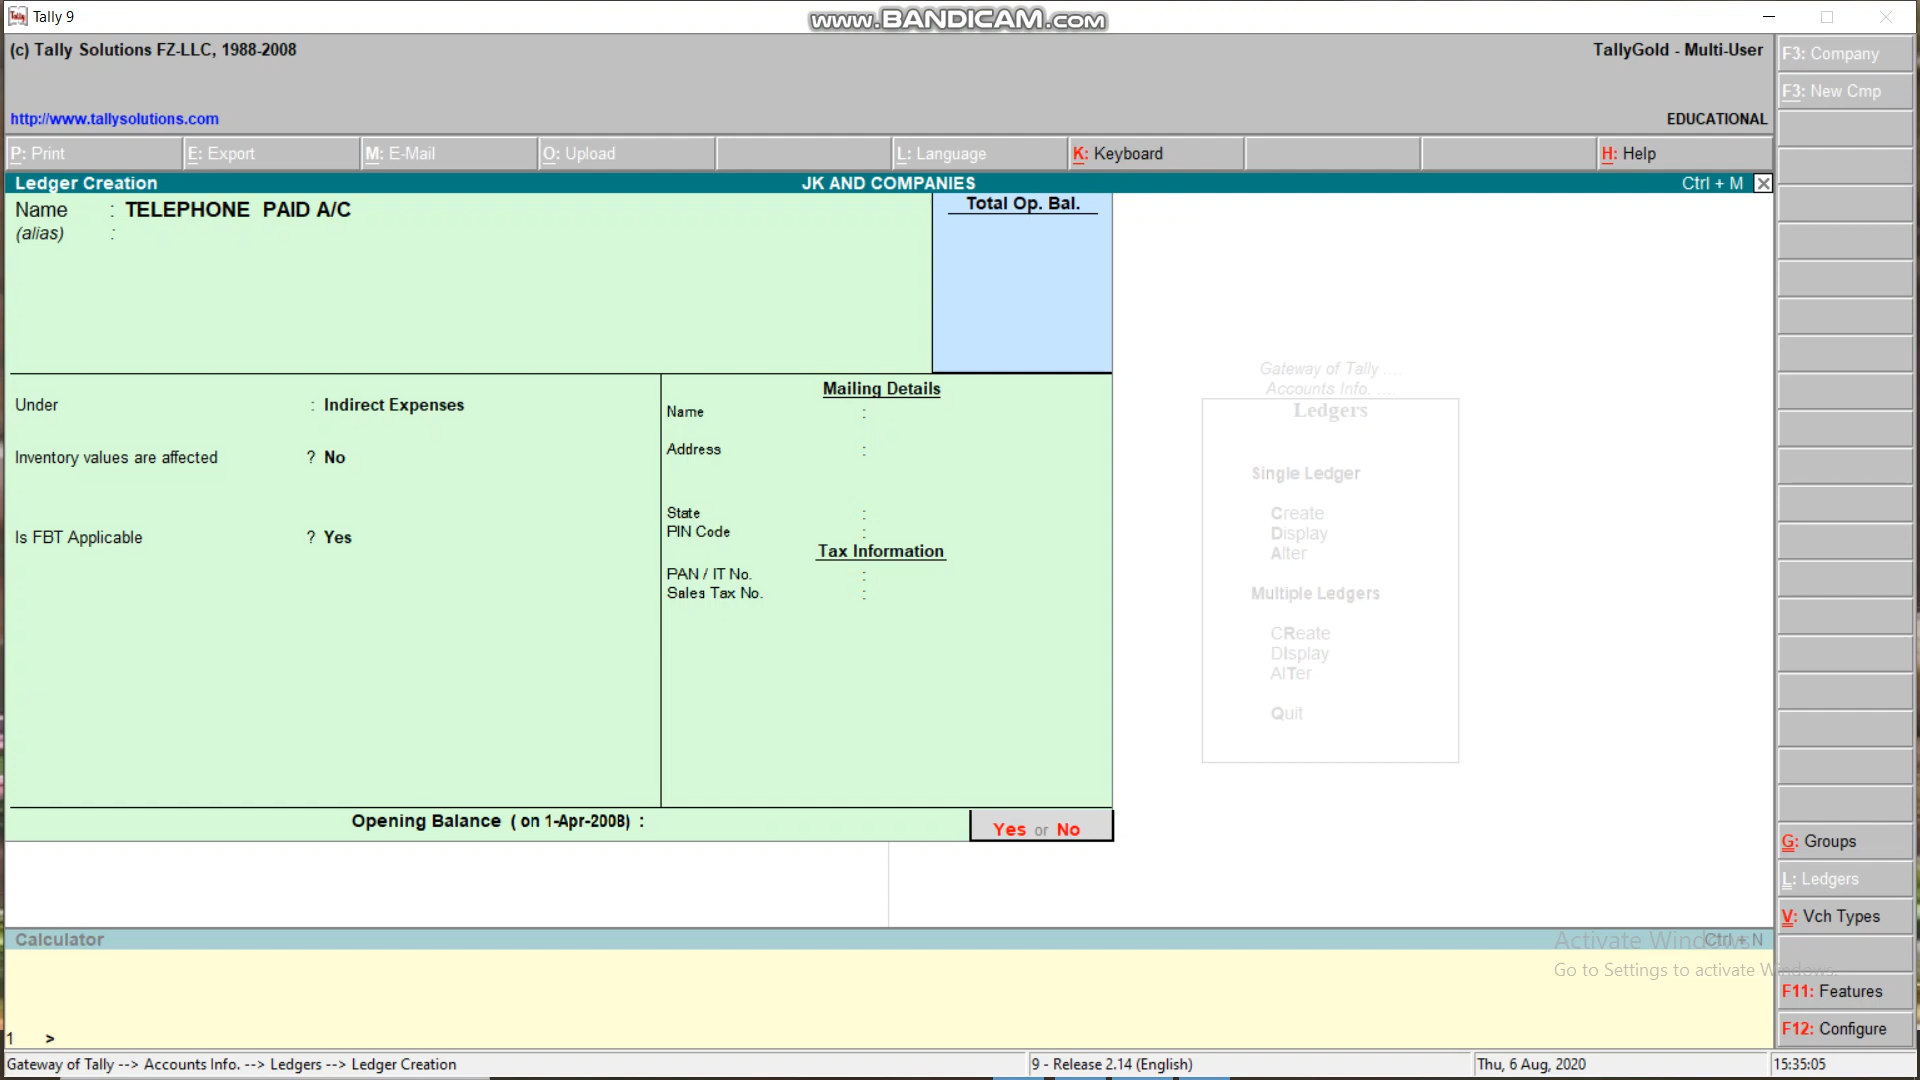 Tally 9
www.BANDICAM.com
(c) Tally Solutions FZ-LLC, 1988-2008
TallyGold - Multi-User
http://www.tallysolutions.com
EDUCATIONAL
P: Print
E: Export
M: E-Mail
O: Upload
L: Language
K: Keyboard
H: Help
Ledger Creation
JK AND COMPANIES
Ctrl + M
Name : TELEPHONE PAID A/C
(alias) :
Total Op. Bal.
Under : Indirect Expenses
Inventory values are affected ? No
Is FBT Applicable ? Yes
Mailing Details
Name :
Address :
State :
PIN Code :
Tax Information
PAN / IT No. :
Sales Tax No. :
Opening Balance ( on 1-Apr-2008) :
Yes or No
Gateway of Tally ....
Accounts Info. ....
Ledgers
Single Ledger
Create
Display
Alter
Multiple Ledgers
CReate
DIsplay
AlTer
Quit
F3: Company
F3: New Cmp
G: Groups
L: Ledgers
V: Vch Types
F11: Features
F12: Configure
Calculator
Ctrl + N
Activate Windows
Go to Settings to activate Windows.
1 >
Gateway of Tally --> Accounts Info. --> Ledgers --> Ledger Creation
9 - Release 2.14 (English)
Thu, 6 Aug, 2020
15:35:05